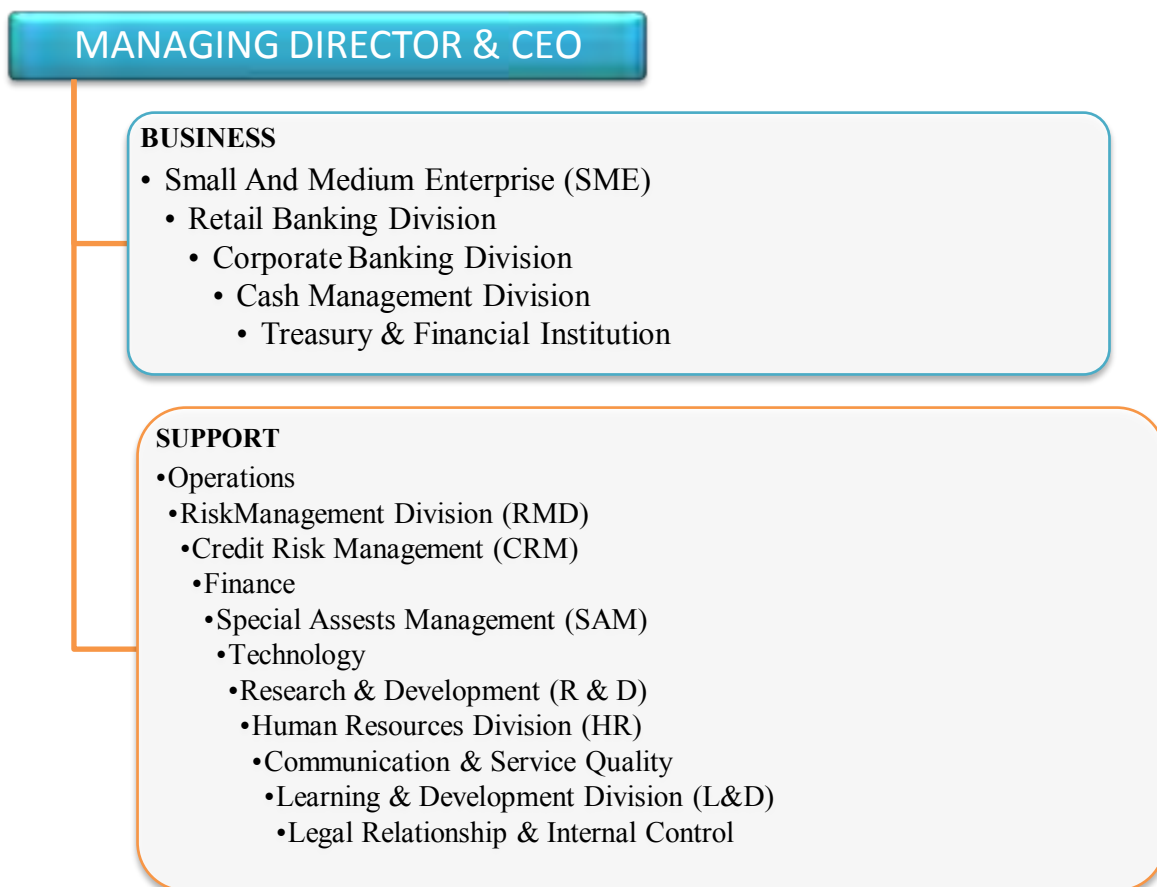 MANAGING DIRECTOR & CEO
BUSINESS
• Small And Medium Enterprise (SME)
• Retail Banking Division
• Corporate Banking Division
• Cash Management Division
• Treasury & Financial Institution
SUPPORT
•Operations
•RiskManagement Division (RMD)
•Credit Risk Management (CRM)
•Finance
•Special Assests Management (SAM)
•Technology
•Research & Development (R & D)
•Human Resources Division (HR)
•Communication & Service Quality
•Learning & Development Division (L&D)
•Legal Relationship & Internal Control